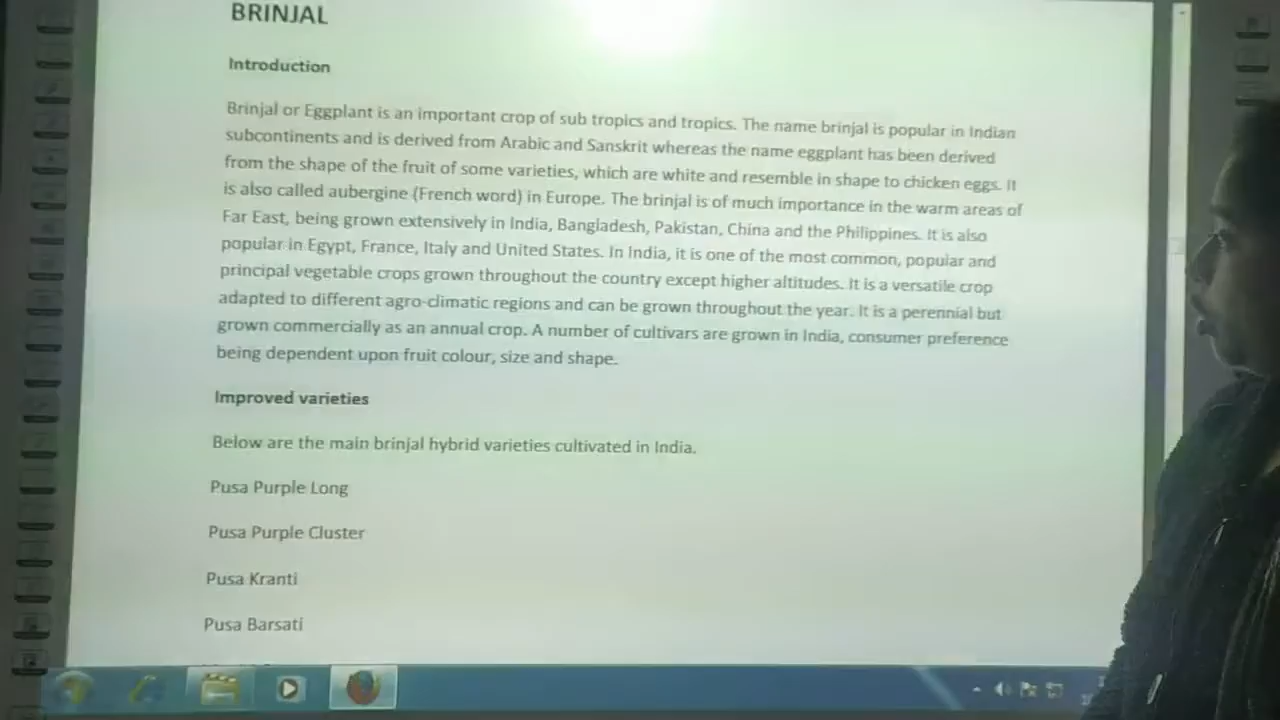 BRINJAL
Introduction
Brinjal or Eggplant is an important crop of sub tropics and tropics. The name brinjal is popular in Indian
subcontinents and is derived from Arabic and Sanskrit whereas the name eggplant has been derived
from the shape of the fruit of some varieties, which are white and resemble in shape to chicken eggs. It
is also called aubergine (French word) in Europe. The brinjal is of much importance in the warm areas of
Far East, being grown extensively in India, Bangladesh, Pakistan, China and the Philippines. It is also
popular in Egypt, France, Italy and United States. In India, it is one of the most common, popular and
principal vegetable crops grown throughout the country except higher altitudes. It is a versatile crop
adapted to different agro-climatic regions and can be grown throughout the year. It is a perennial but
grown commercially as an annual crop. A number of cultivars are grown in India, consumer preference
being dependent upon fruit colour, size and shape.
Improved varieties
Below are the main brinjal hybrid varieties cultivated in India.
Pusa Purple Long
Pusa Purple Cluster
Pusa Kranti
Pusa Barsati